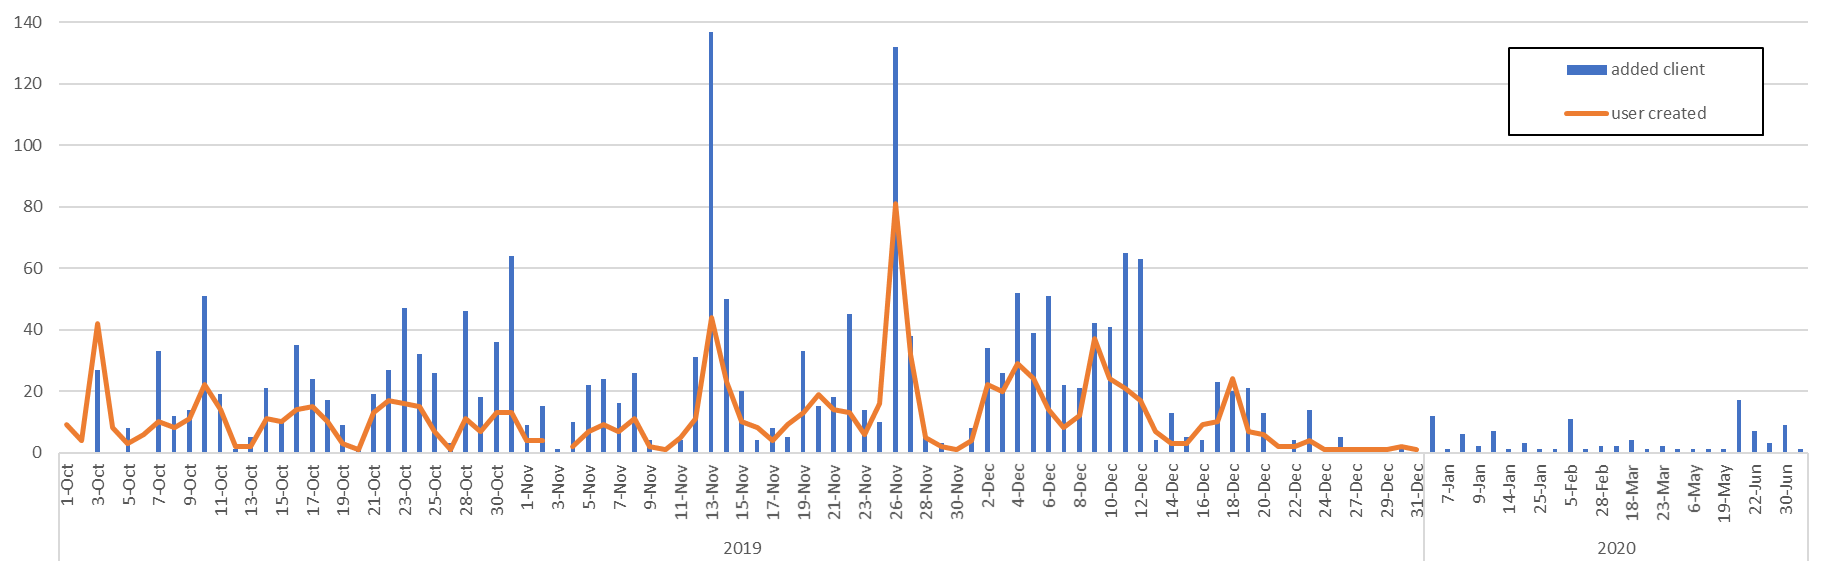 140
120
100
80
60
40
20
0
added client
user created
1-Oct
3-Oct
5-Oct
7-Oct
9-Oct
11-Oct
13-Oct
15-Oct
17-Oct
19-Oct
21-Oct
23-Oct
25-Oct
28-Oct
30-Oct
1-Nov
3-Nov
5-Nov
7-Nov
9-Nov
11-Nov
13-Nov
15-Nov
17-Nov
19-Nov
21-Nov
23-Nov
26-Nov
28-Nov
30-Nov
2-Dec
4-Dec
6-Dec
8-Dec
10-Dec
12-Dec
14-Dec
16-Dec
18-Dec
20-Dec
22-Dec
24-Dec
27-Dec
29-Dec
31-Dec
7-Jan
9-Jan
14-Jan
25-Jan
5-Feb
28-Feb
18-Mar
23-Mar
6-May
19-May
22-Jun
30-Jun
2019
2020